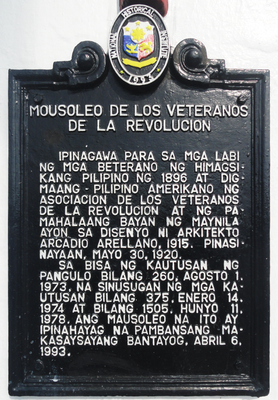 NATIONAL HISTORICAL INSTITUTE
1993
MOUSOLEO DE LOS VETERANOS
DE LA REVOLUCION
IPINAGAWA PARA SA MGA LABI
NG MGA BETERANO NG HIMAGSI-
KANG PILIPINO NG 1896 AT DIG-
MAANG - PILIPINO AMERIKANO NG
ASOCIACION DE LOS VETERANOS
DE LA REVOLUCION AT NG PA-
MAHALAANG BAYAN NG MAYNILA
AYON SA DISENYO NI ARKITEKTO
ARCADIO ARELLANO, 1915. PINASI-
NAYAAN, MAYO 30, 1920.
SA BISA NG KAUTUSAN NG
PANGULO BILANG 260, AGOSTO 1,
1973, NA SINUSUGAN NG MGA KA-
UTUSAN BILANG 375, ENERO 14,
1974 AT BILANG 1505, HUNYO 11,
1978, ANG MAUSOLEO NA ITO AY
IPINAHAYAG NA PAMBANSANG MA-
KASAYSAYANG BANTAYOG, ABRIL 6,
1993.